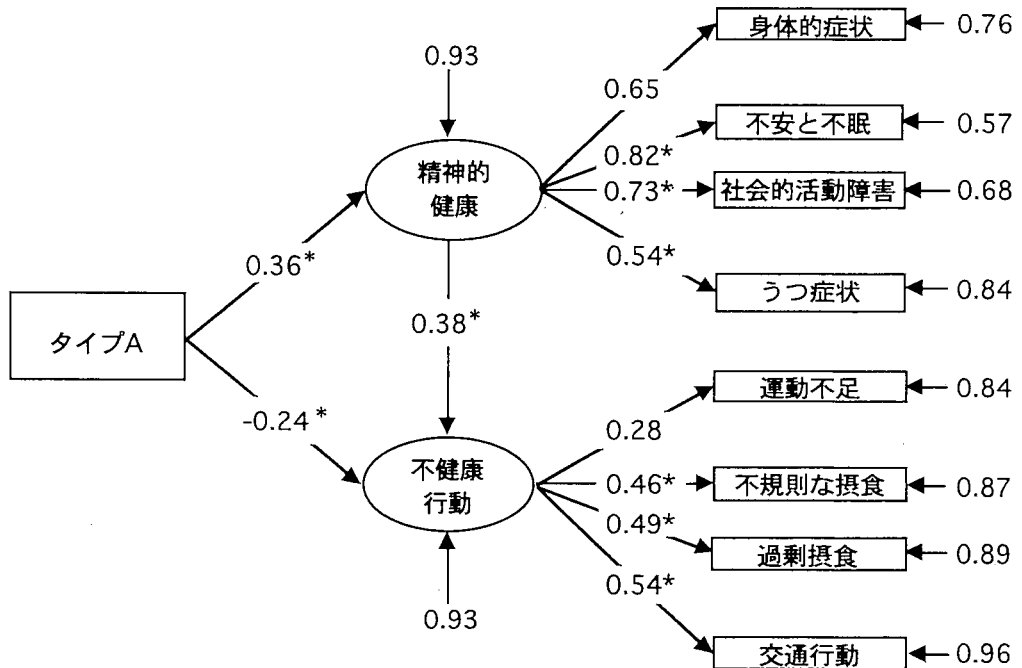 身体的症状
0.76
0.93
0.65
不安と不眠
0.57
0.82*
精神的
健康
0.73*
社会的活動障害
0.68
0.36*
0.54*
うつ症状
0.84
タイプA
0.38*
運動不足
0.84
-0.24*
0.28
不健康
行動
0.46*
不規則な摂食
0.87
0.49*
過剰摂食
0.89
0.54*
0.93
交通行動
0.96